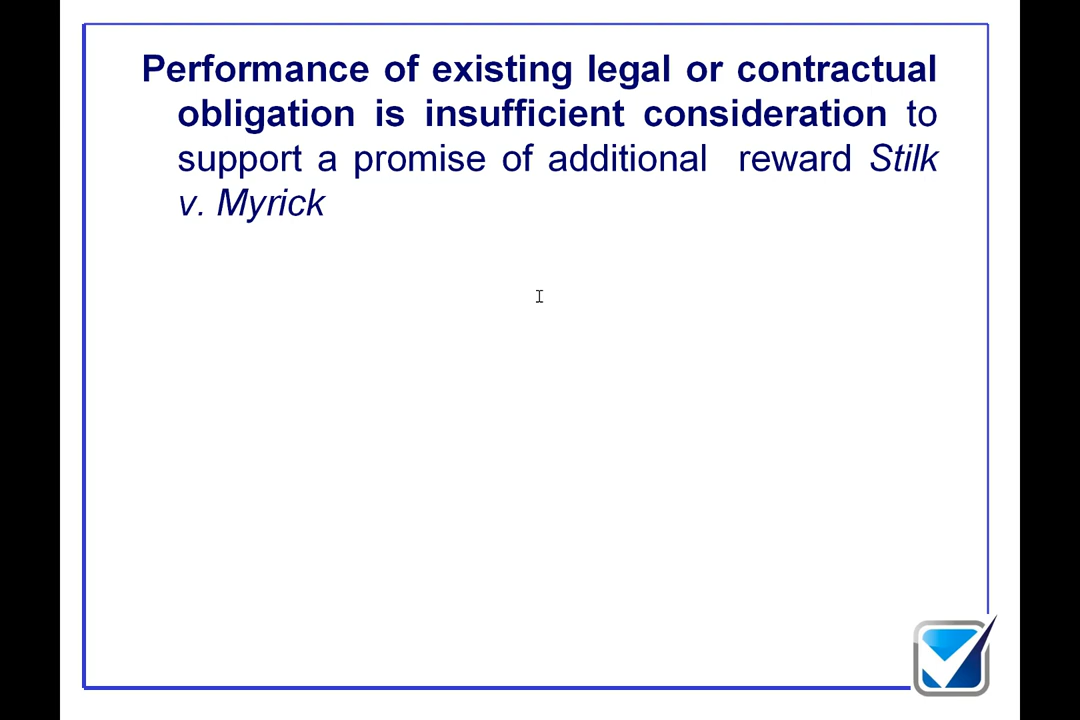 Performance of existing legal or contractual
obligation is insufficient consideration to
support a promise of additional reward Stilk
v. Myrick